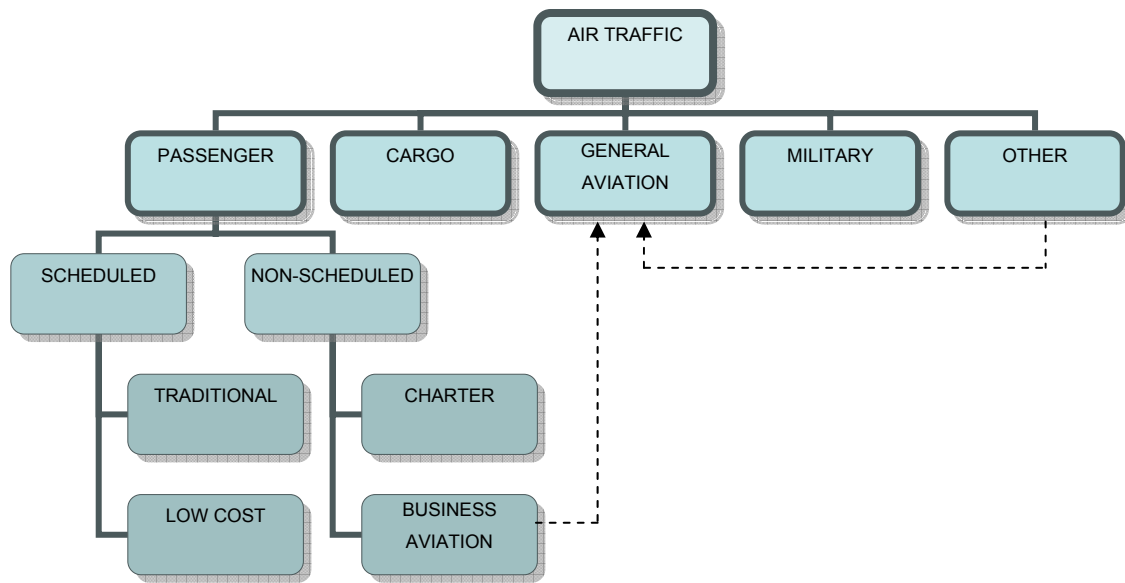 AIR TRAFFIC
PASSENGER
CARGO
GENERAL
AVIATION
MILITARY
OTHER
SCHEDULED
NON-SCHEDULED
TRADITIONAL
CHARTER
LOW COST
BUSINESS
AVIATION